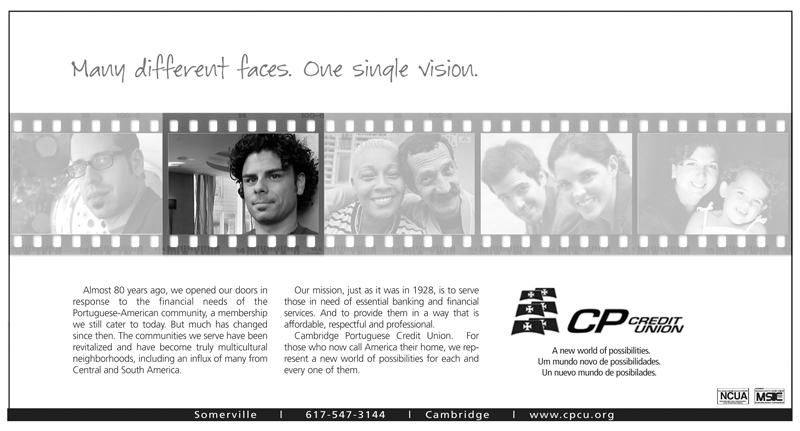 Many different faces. One single vision.
Almost 80 years ago, we opened our doors in
response to the financial needs of the
Portuguese-American community, a membership
we still cater to today. But much has changed
since then. The communities we serve have been
revitalized and have become truly multicultural
neighborhoods, including an influx of many from
Central and South America.
Our mission, just as it was in 1928, is to serve
those in need of essential banking and financial
services. And to provide them in a way that is
affordable, respectful and professional.
Cambridge Portuguese Credit Union. For
those who now call America their home, we rep-
resent a new world of possibilities for each and
every one of them.
CP CREDIT
UNION
A new world of possibilities.
Um mundo novo de possibilidades.
Un nuevo mundo de posibilades.
NCUA MSIC
Somerville | 617-547-3144 | Cambridge | www.cpcu.org